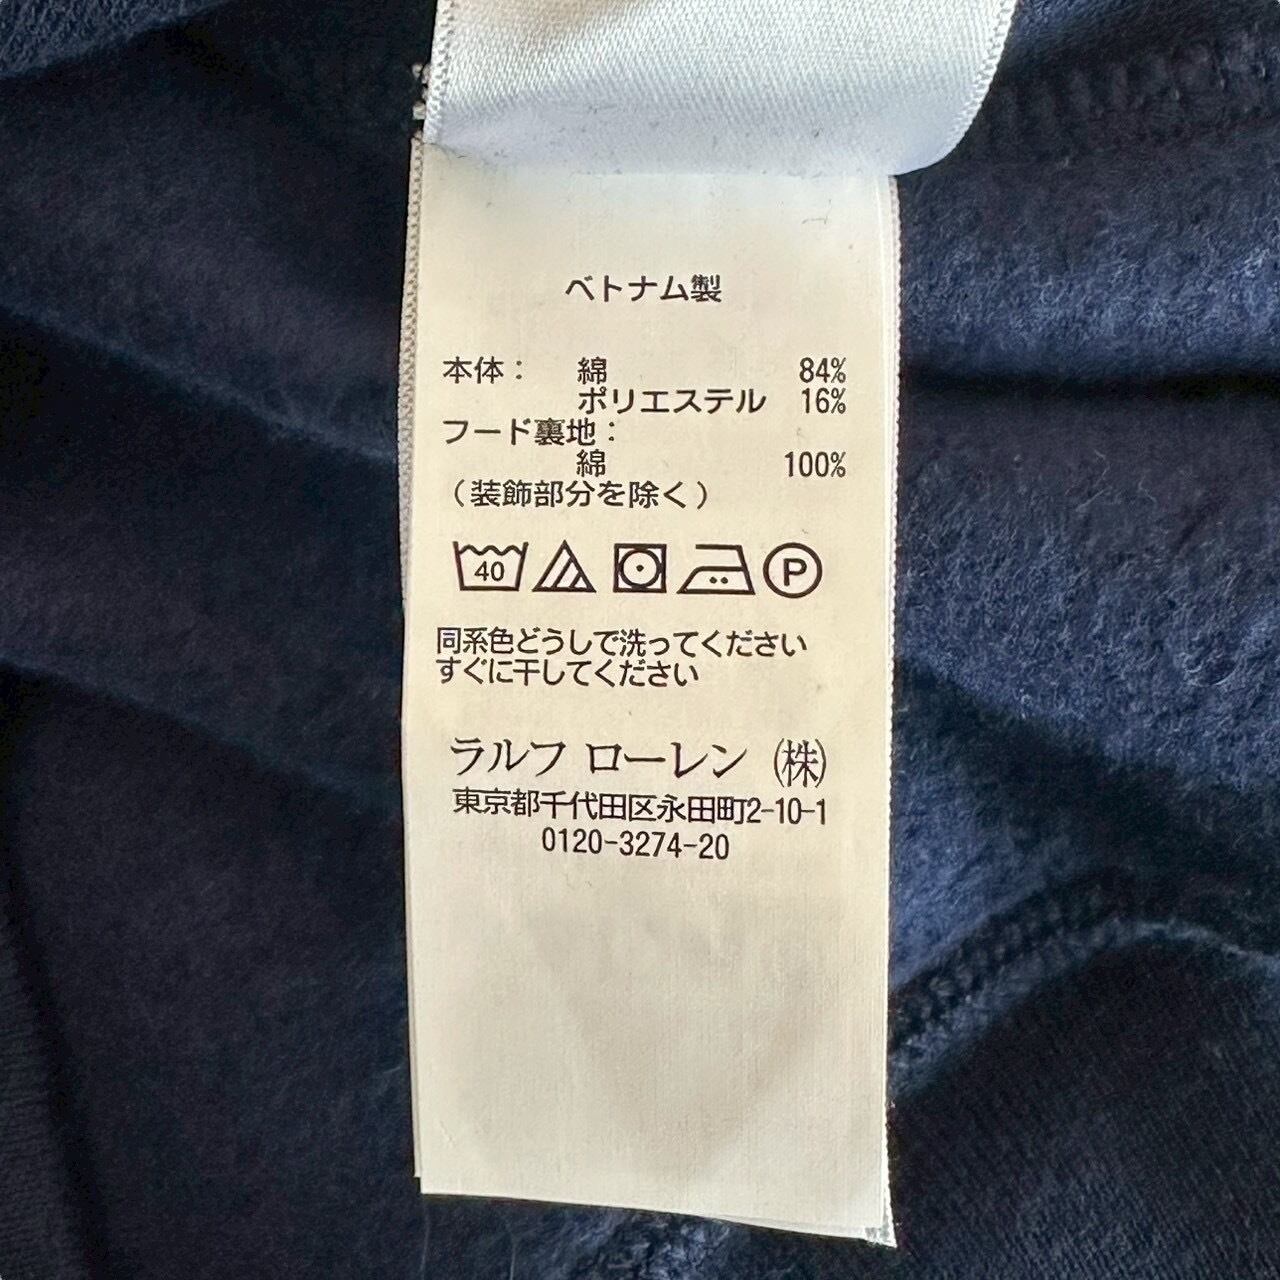 ベトナム製
本体： 綿 84%
ポリエステル 16%
フード裏地：
綿 100%
（装飾部分を除く）
40 P
同系色どうしで洗ってください
すぐに干してください
ラルフ ローレン ㈱
東京都千代田区永田町2-10-1
0120-3274-20